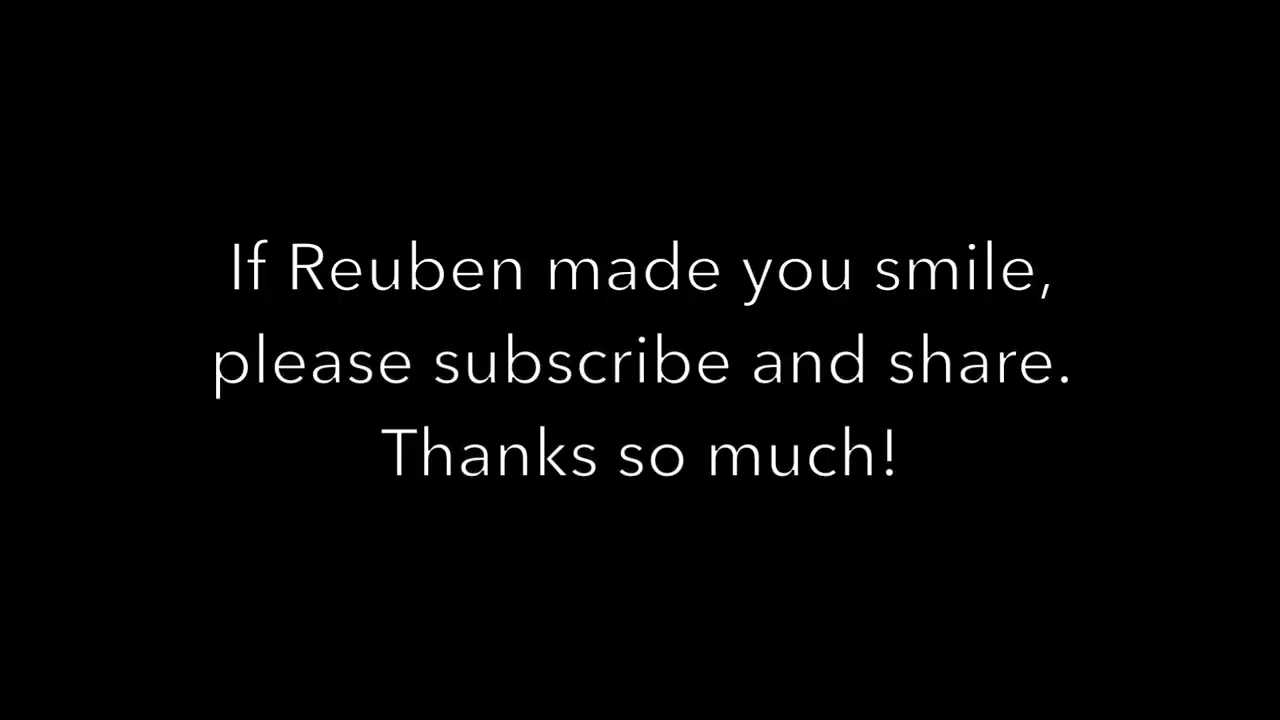 If Reuben made you smile,
please subscribe and share.
Thanks so much!